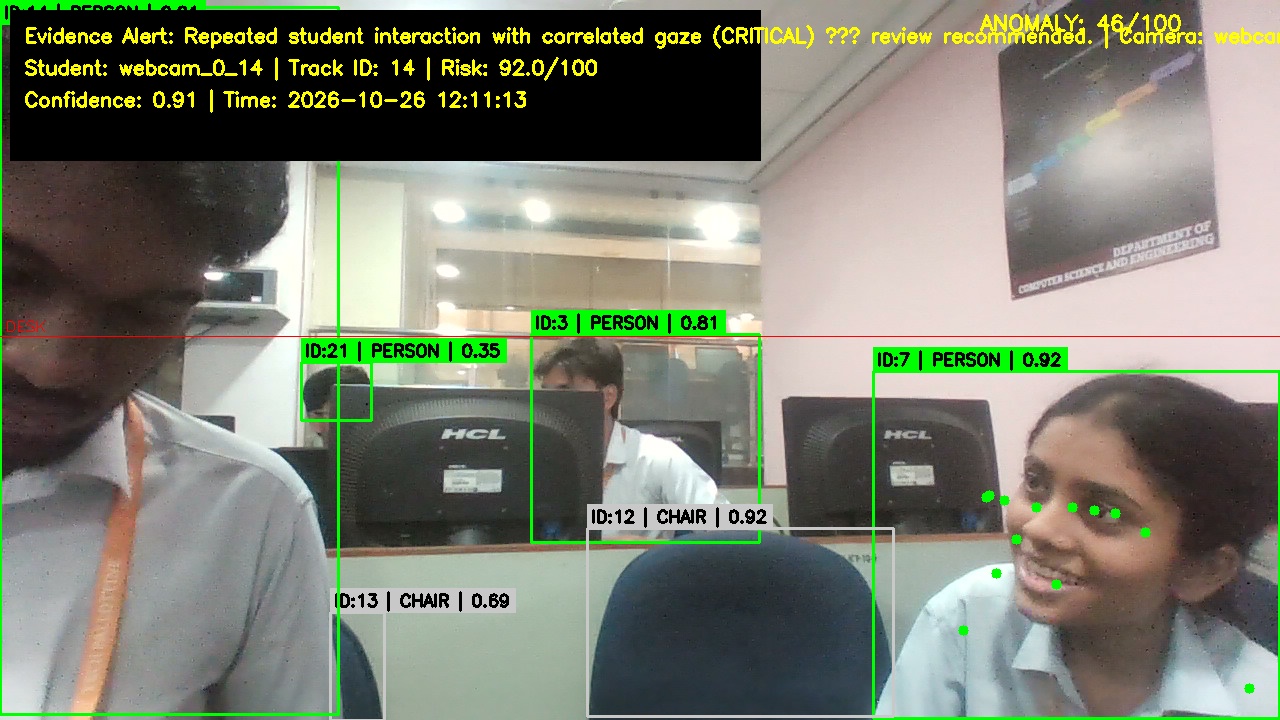 Evidence Alert: Repeated student interaction with correlated gaze (CRITICAL) ??? review recommended. | Camera: webcam
Student: webcam_0_14 | Track ID: 14 | Risk: 92.0/100
Confidence: 0.91 | Time: 2026-10-26 12:11:13
ANOMALY: 46/100
DEPARTMENT OF
COMPUTER SCIENCE AND ENGINEERING
DESK
ID:3 | PERSON | 0.81
ID:21 | PERSON | 0.35
ID:7 | PERSON | 0.92
HCL
HCL
ID:12 | CHAIR | 0.92
ID:13 | CHAIR | 0.69